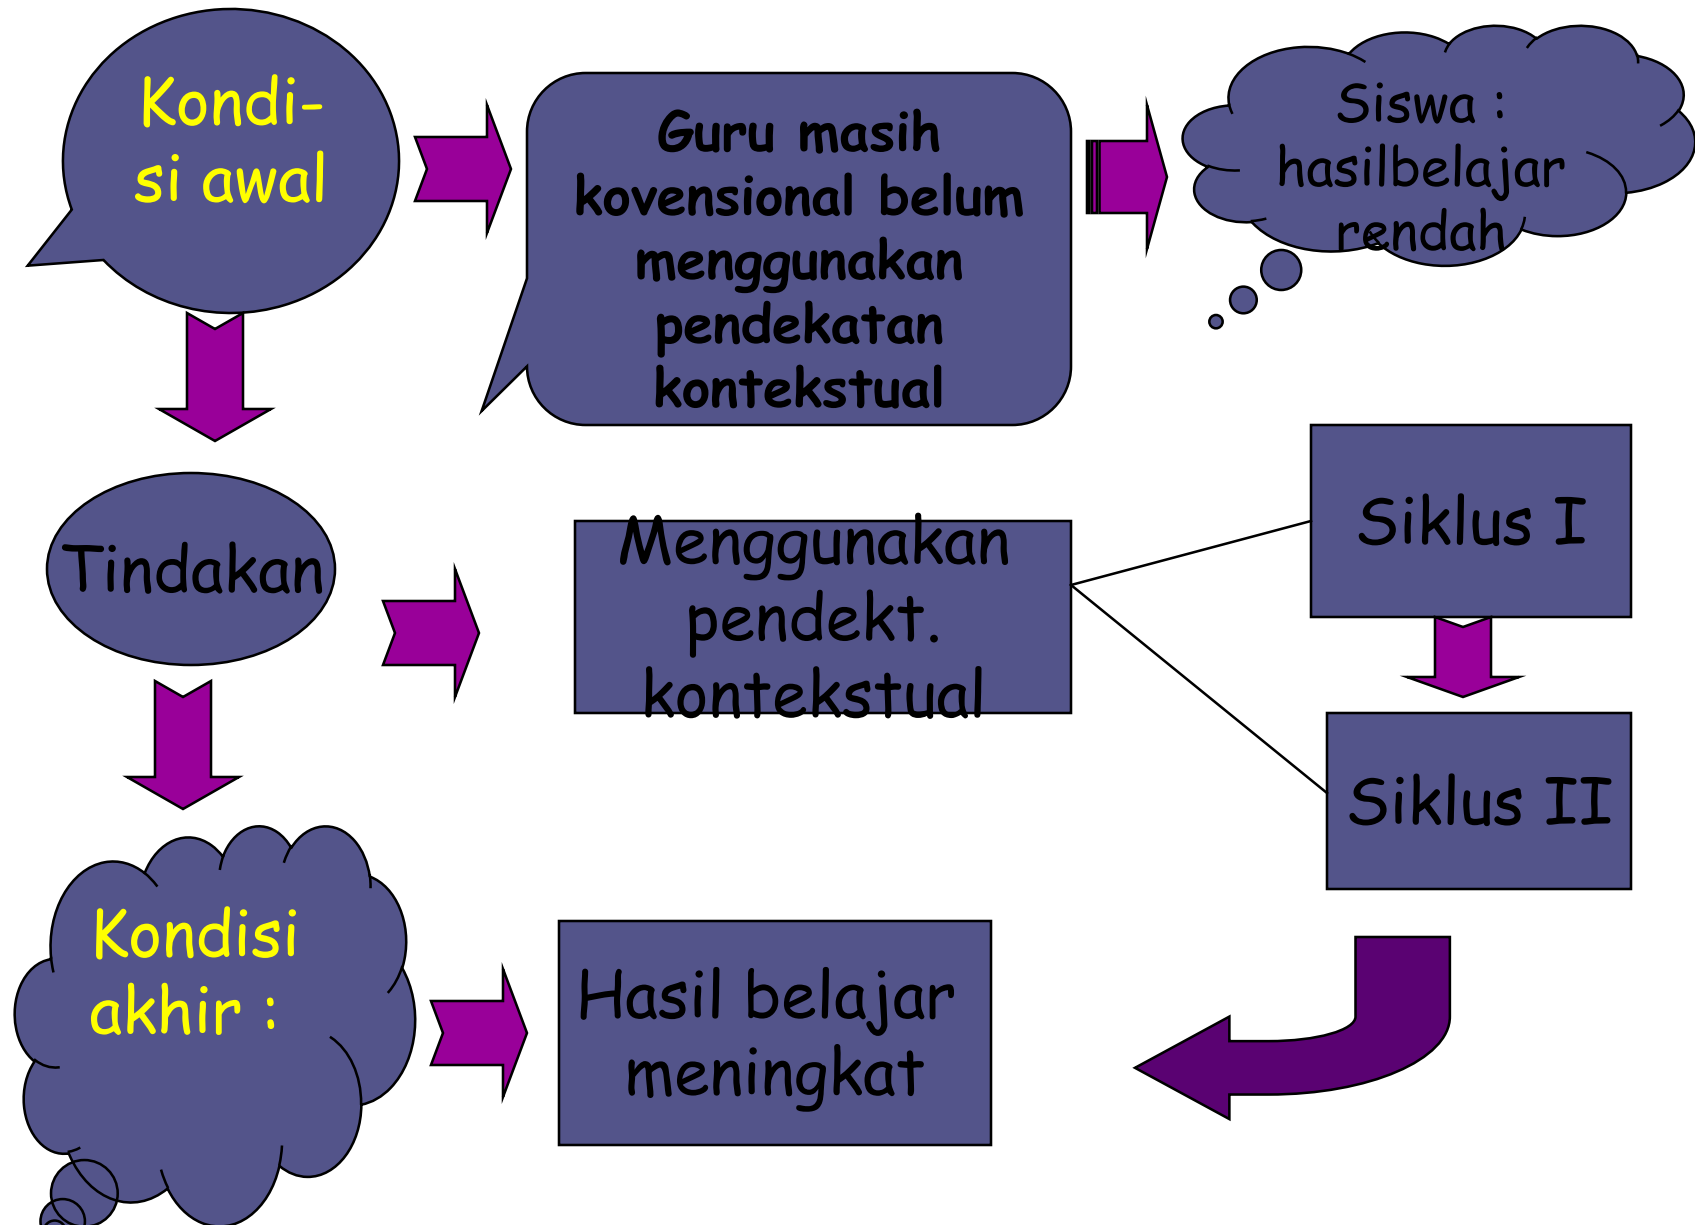 Kondi-
si awal
Guru masih
kovensional belum
menggunakan
pendekatan
kontekstual
Siswa :
hasilbelajar
rendah
Tindakan
Menggunakan
pendekt.
kontekstual
Siklus I
Siklus II
Kondisi
akhir :
Hasil belajar
meningkat